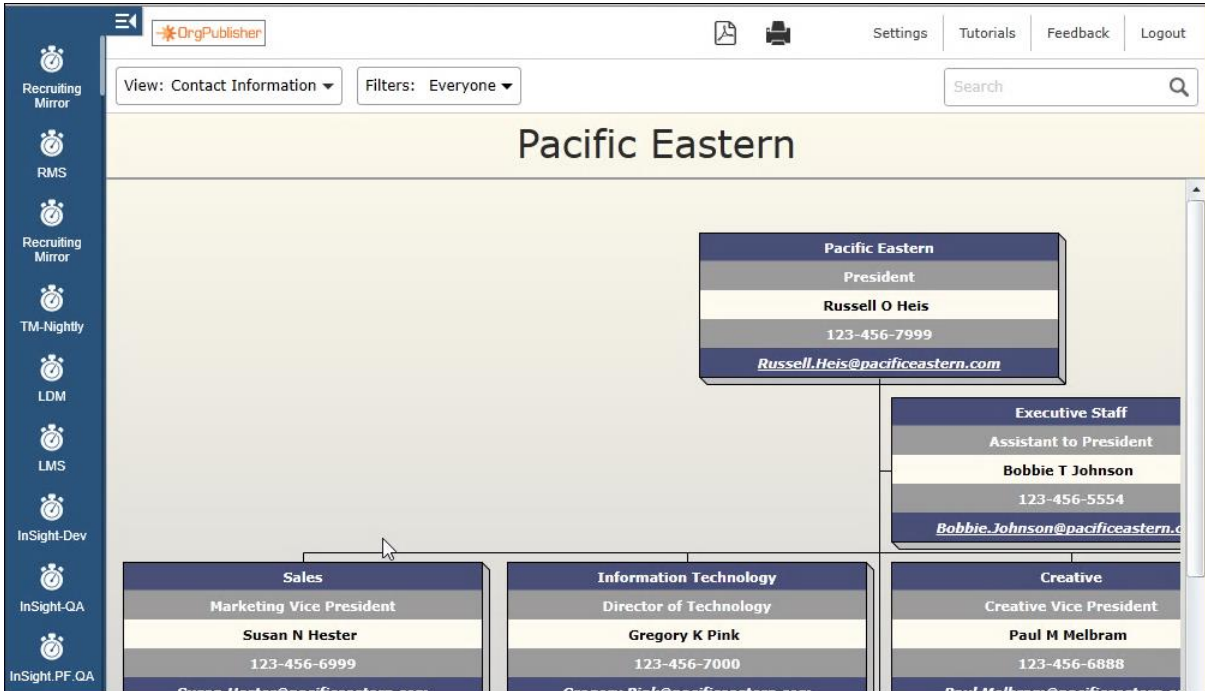 OrgPublisher
Settings
Tutorials
Feedback
Logout
View: Contact Information
Filters: Everyone
Search
Pacific Eastern
Recruiting
Mirror
RMS
Recruiting
Mirror
TM-Nightly
LDM
LMS
InSight-Dev
InSight-QA
InSight.PF.QA
Pacific Eastern
President
Russell O Heis
123-456-7999
Russell.Heis@pacificeastern.com
Executive Staff
Assistant to President
Bobbie T Johnson
123-456-5554
Bobbie.Johnson@pacificeastern.c
Sales
Marketing Vice President
Susan N Hester
123-456-6999
Information Technology
Director of Technology
Gregory K Pink
123-456-7000
Creative
Creative Vice President
Paul M Melbram
123-456-6888